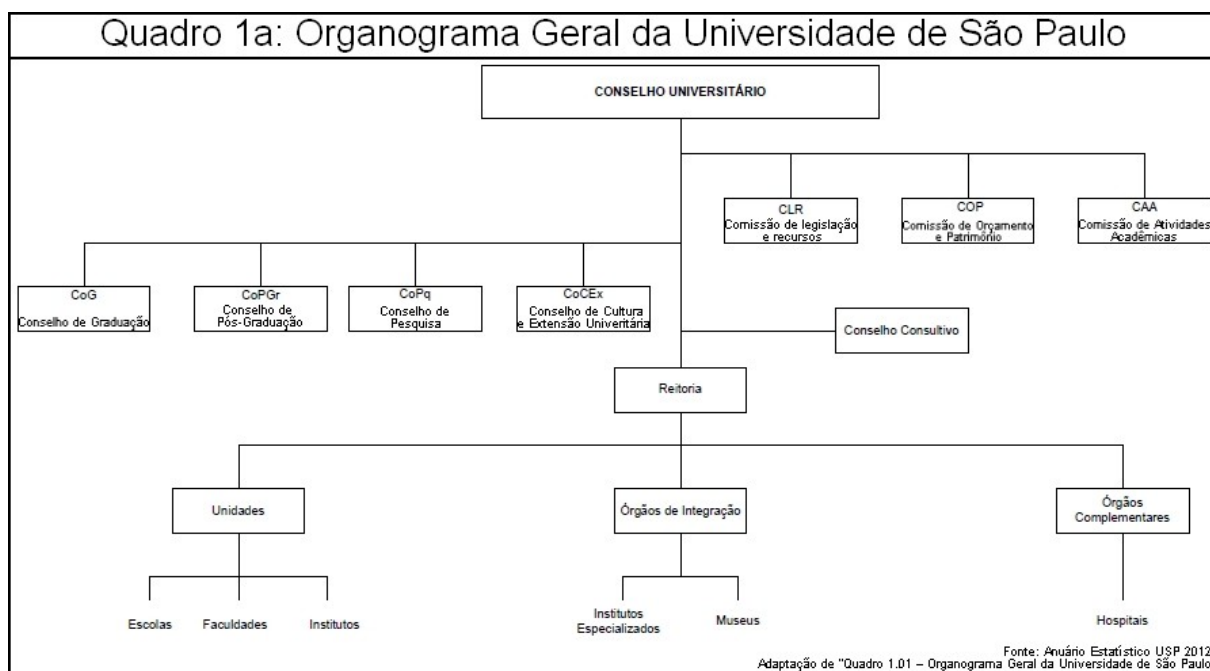 Quadro 1a: Organograma Geral da Universidade de São Paulo
CONSELHO UNIVERSITÁRIO
CLR
Comissão de legislação
e recursos
COP
Comissão de Orçamento
e Patrimônio
CAA
Comissão de Atividades
Acadêmicas
CoG
Conselho de Graduação
CoPGr
Conselho de
Pós-Graduação
CoPq
Conselho de
Pesquisa
CoCEx
Conselho de Cultura
e Extensão Univeritária
Conselho Consultivo
Reitoria
Unidades
Órgãos de Integração
Órgãos
Complementares
Escolas
Faculdades
Institutos
Institutos
Especializados
Museus
Hospitais
Fonte: Anuário Estatístico USP 2012
Adaptação de "Quadro 1.01 – Organograma Geral da Universidade de São Paulo